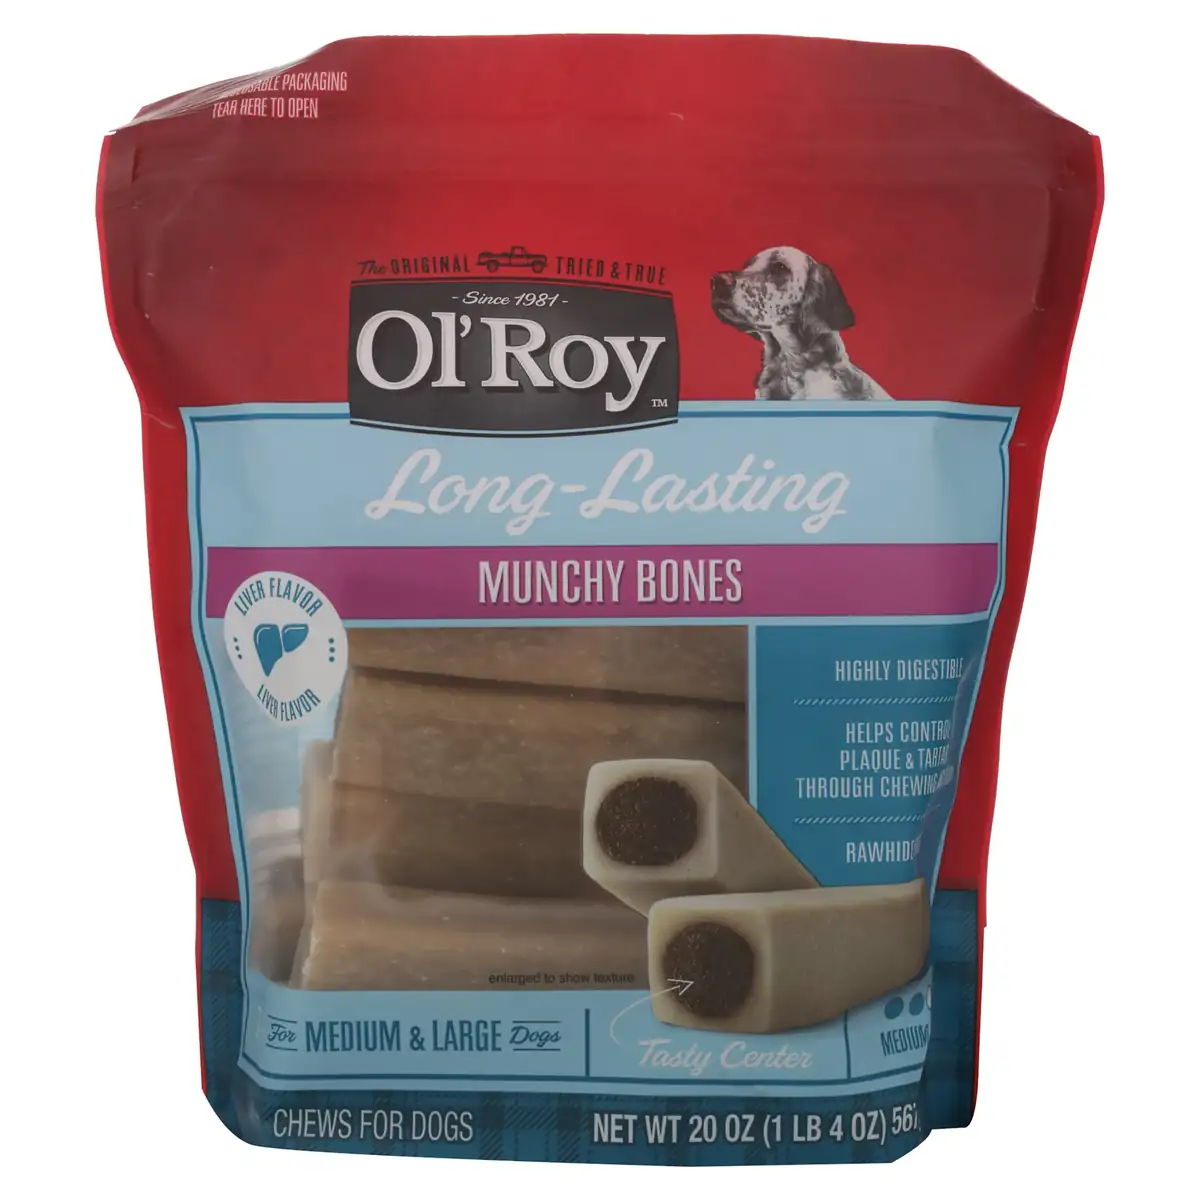 PACKAGING
TEAR HERE TO OPEN
The ORIGINAL TRIED & TRUE
- Since 1981 -
Ol' Roy ™
Long-Lasting
MUNCHY BONES
LIVER FLAVOR
LIVER FLAVOR
HIGHLY DIGESTIBLE
HELPS CONTROL
PLAQUE & TARTAR
THROUGH CHEWING
enlarged to show texture
For MEDIUM & LARGE Dogs
Tasty Center
MEDIUM
CHEWS FOR DOGS
NET WT 20 OZ (1 LB 4 OZ) 567